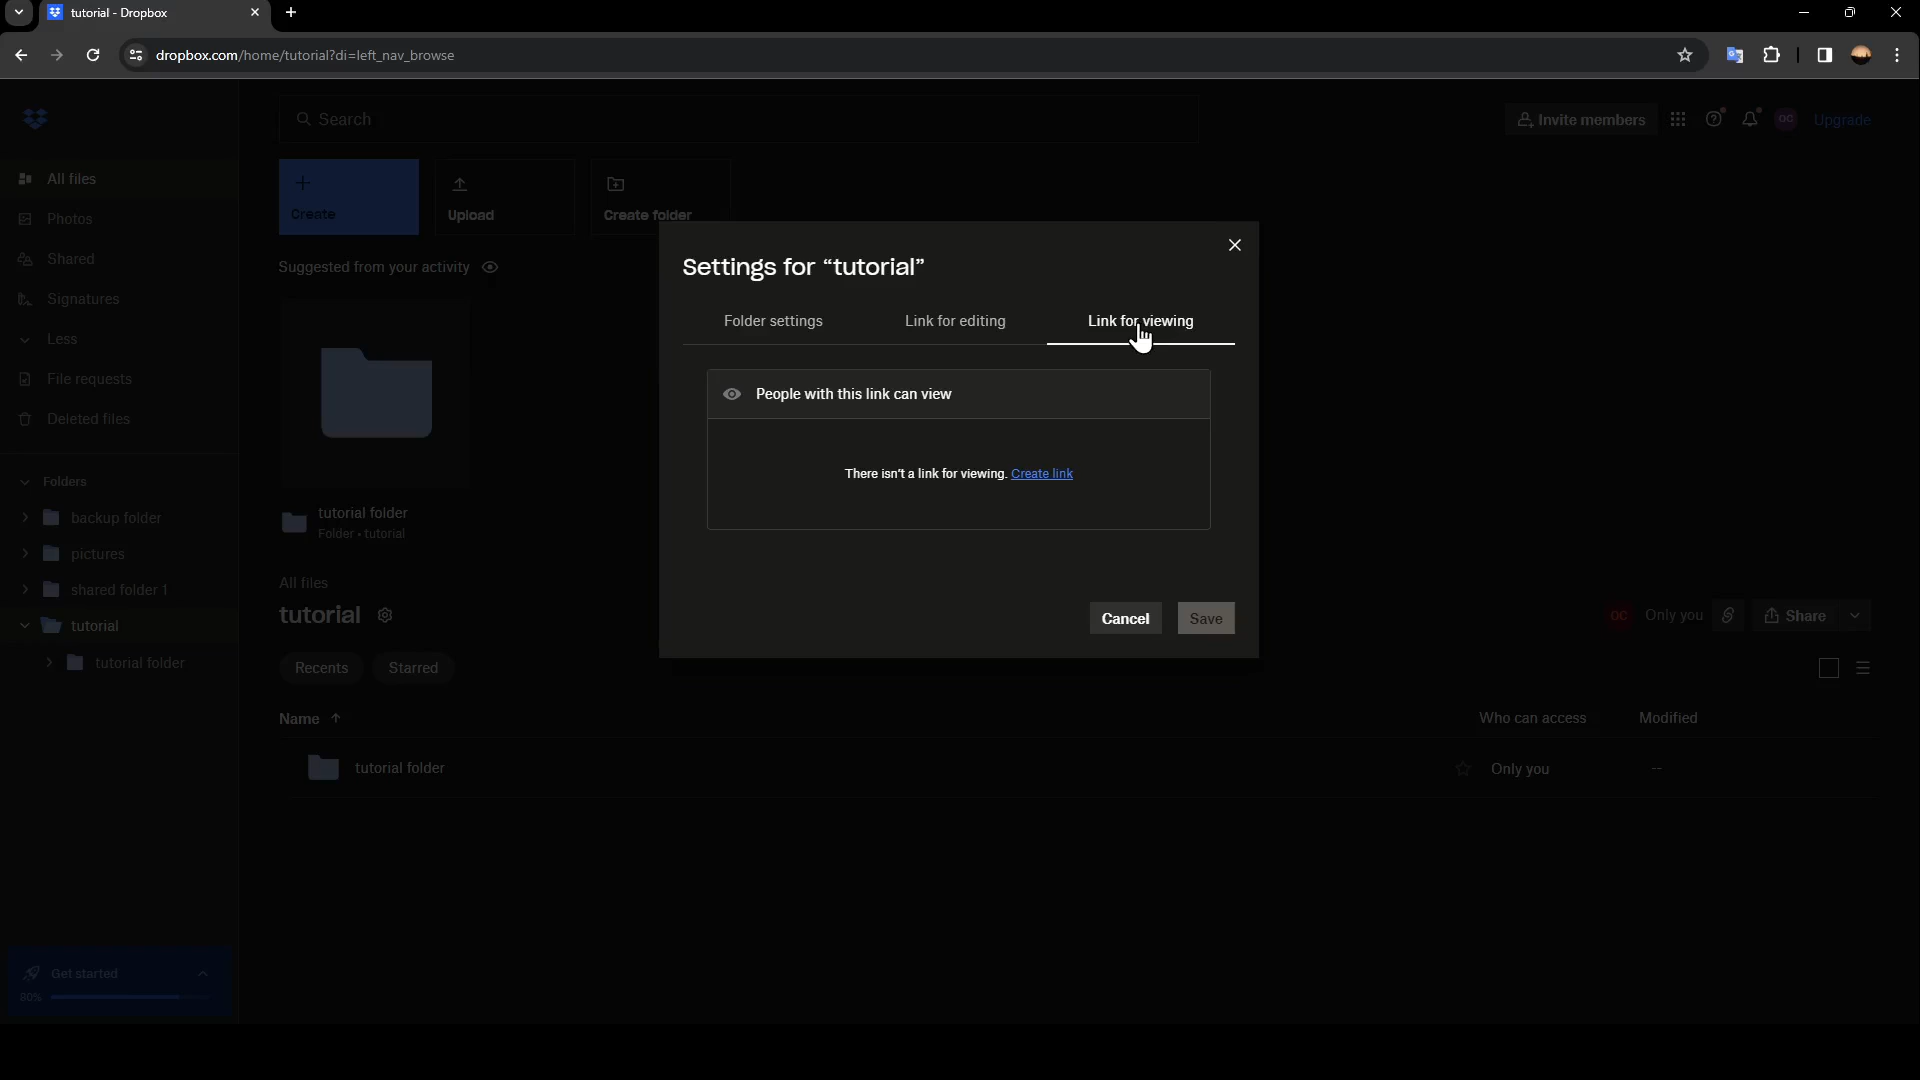 tutorial - Dropbox
dropbox.com/home/tutorial?di=left_nav_browse
Search
Invite members
OC
Upgrade
All files
Photos
Shared
Signatures
Less
File requests
Deleted files
Folders
backup folder
pictures
shared folder 1
tutorial
tutorial folder
Get started
80%
Create
Upload
Create folder
Suggested from your activity
tutorial folder
Folder • tutorial
All files
tutorial
OC
Only you
Share
Recents
Starred
Name
Who can access
Modified
tutorial folder
Only you
--
Settings for “tutorial”
Folder settings
Link for editing
Link for viewing
People with this link can view
There isn't a link for viewing. Create link
Cancel
Save